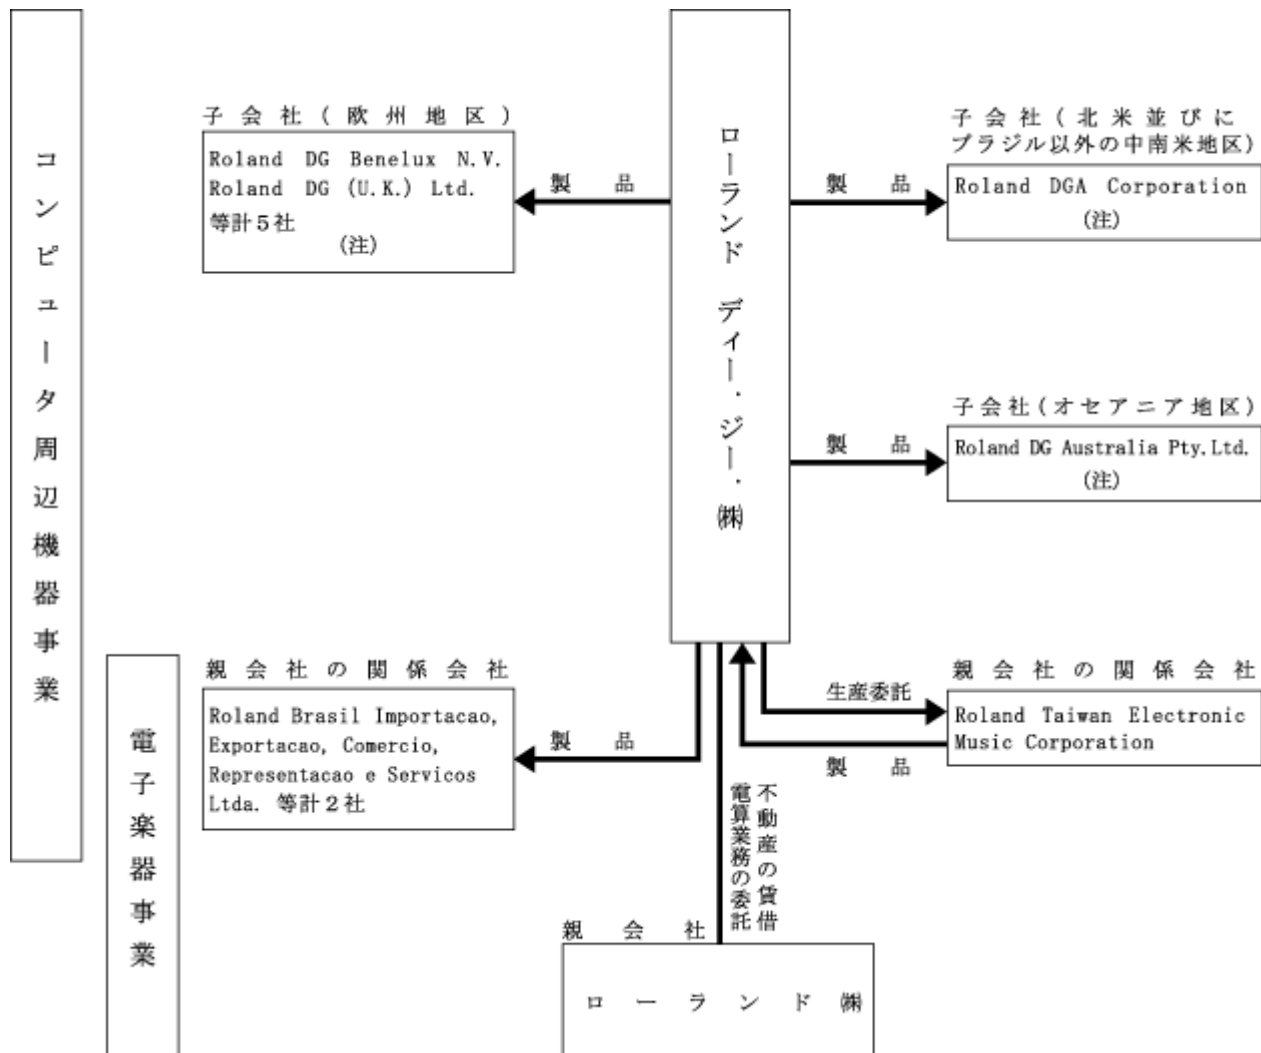 コンピュータ周辺機器事業
電子楽器事業
子会社(欧州地区)
Roland DG Benelux N.V.
Roland DG (U.K.) Ltd.
等計5社
(注)
製品
ローランド ディー.ジー.㈱
製品
子会社(北米並びに
ブラジル以外の中南米地区)
Roland DGA Corporation
(注)
製品
子会社(オセアニア地区)
Roland DG Australia Pty.Ltd.
(注)
親会社の関係会社
Roland Brasil Importacao,
Exportacao, Comercio,
Representacao e Servicos
Ltda. 等計2社
製品
生産委託
製品
親会社の関係会社
Roland Taiwan Electronic
Music Corporation
不動産の賃借
電算業務の委託
親会社
ローランド㈱